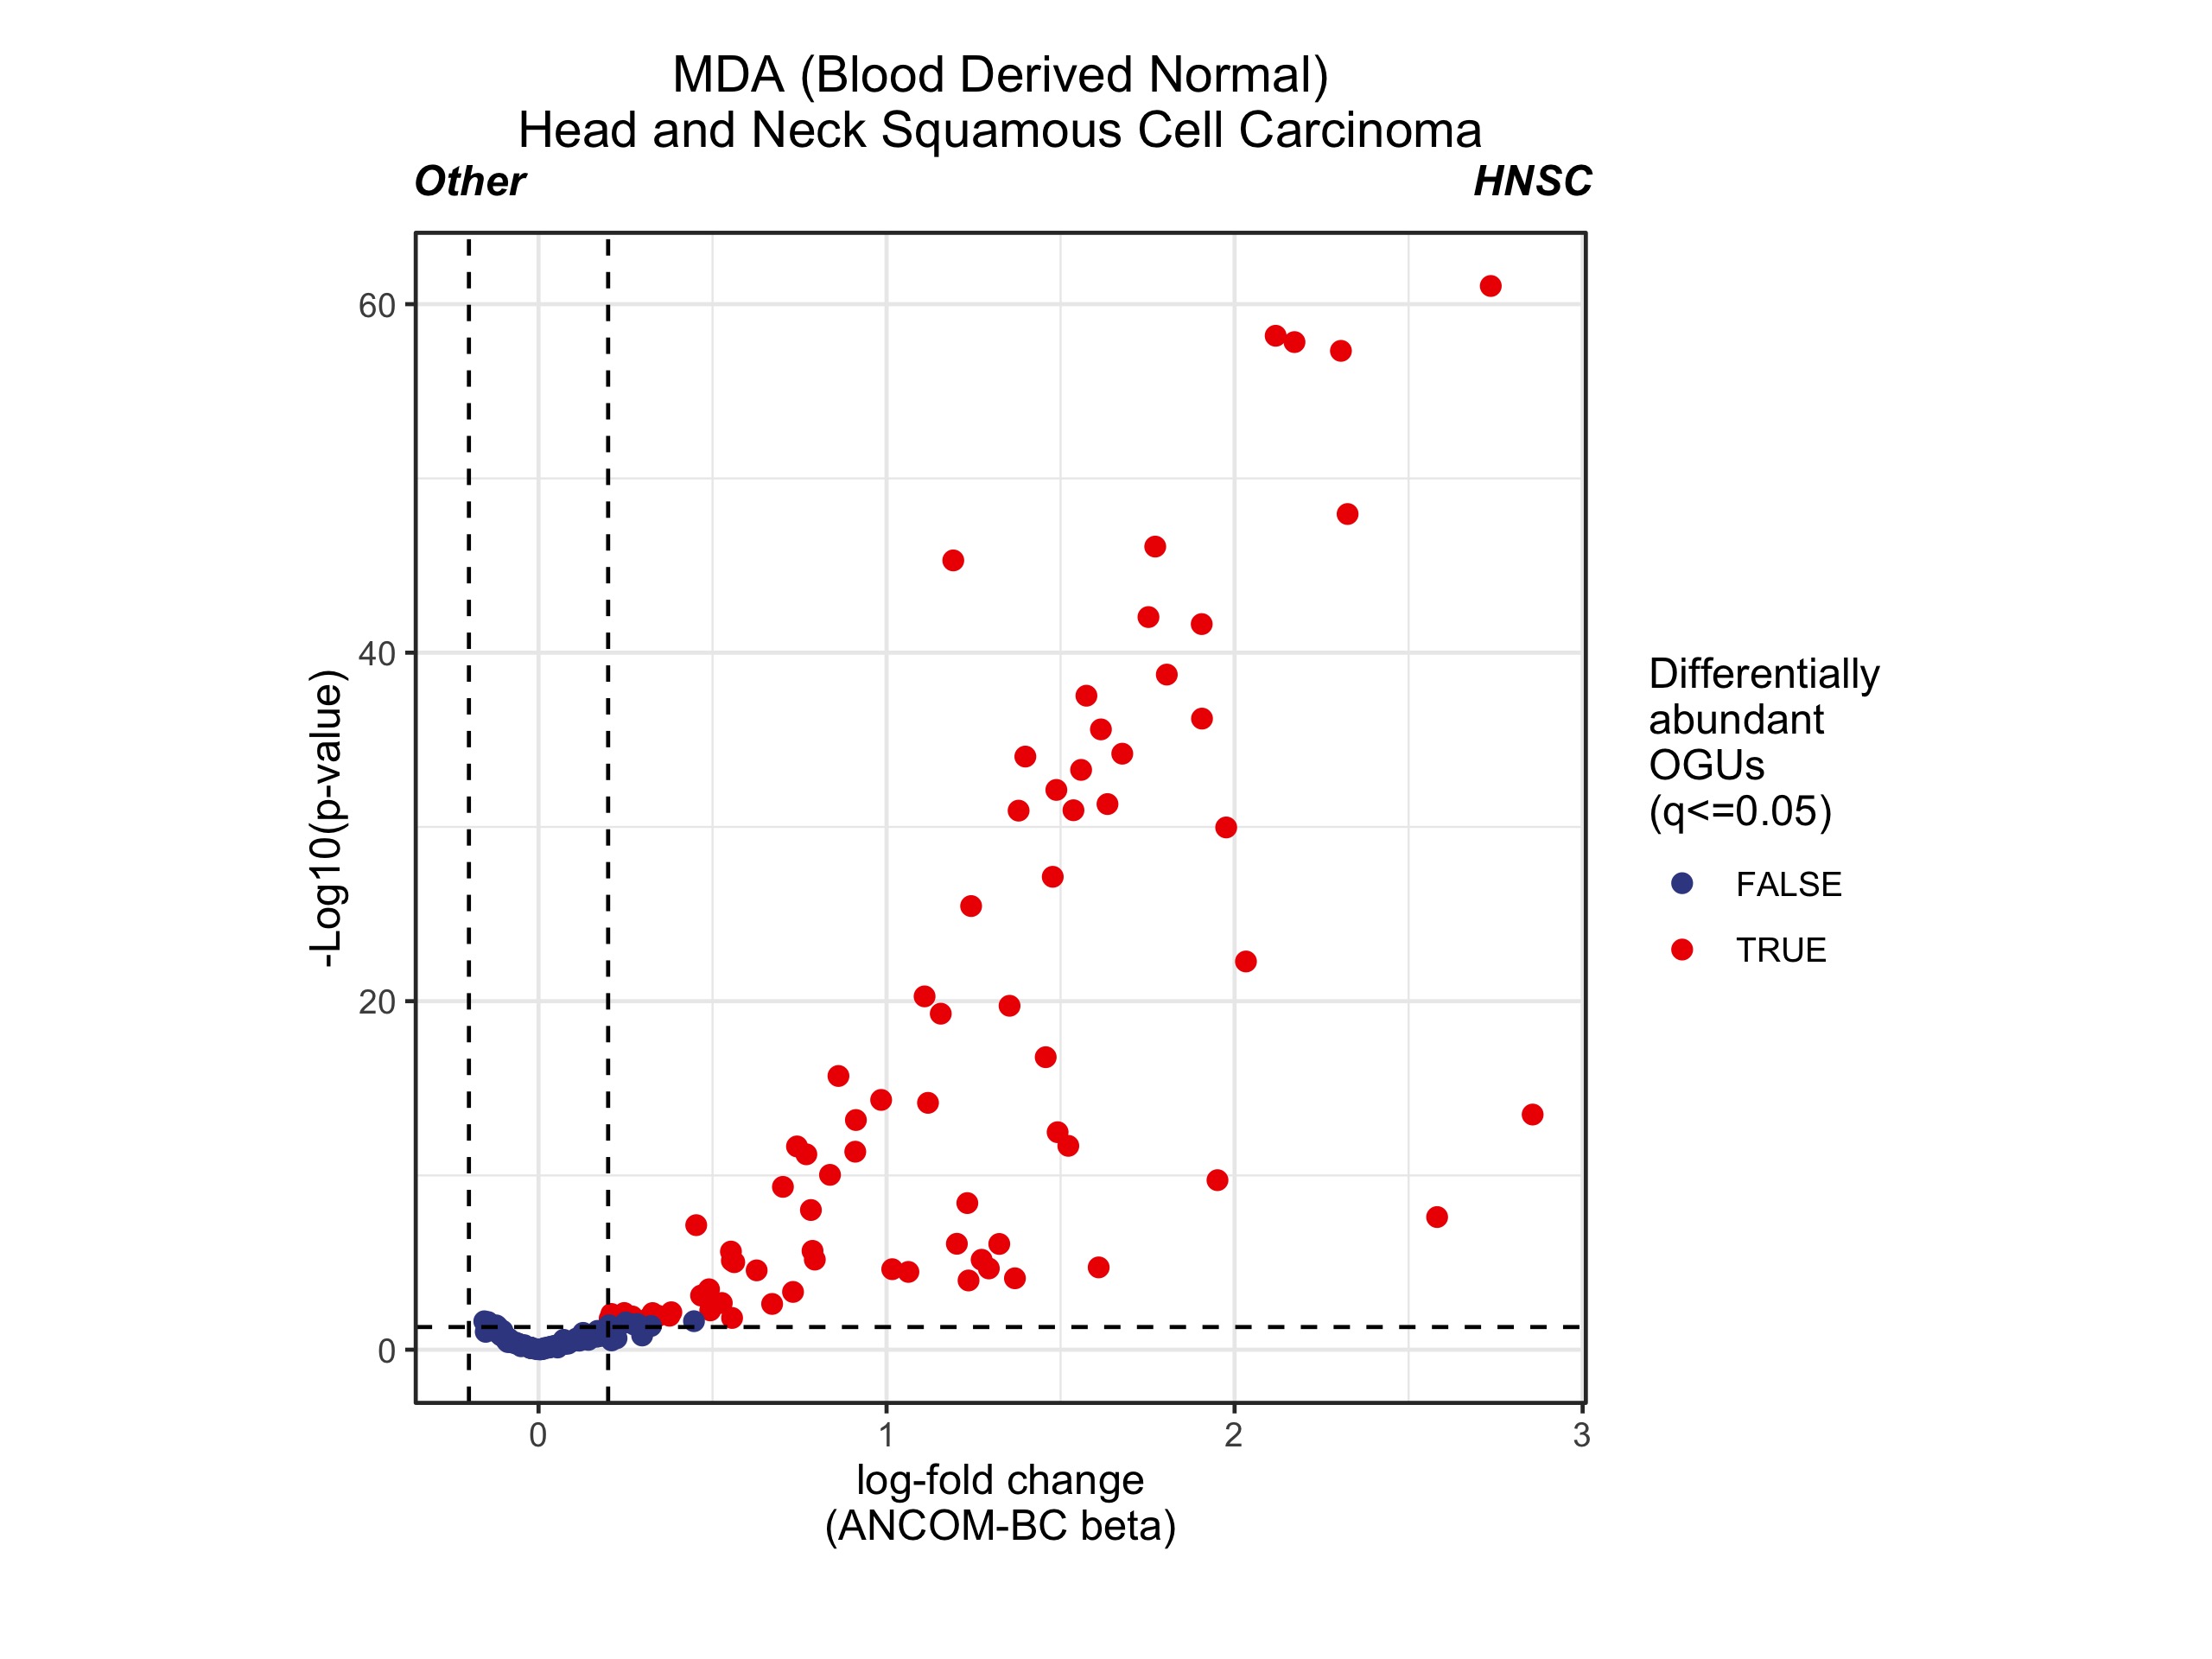 MDA (Blood Derived Normal)
Head and Neck Squamous Cell Carcinoma
Other
HNSC
60
40
20
0
-Log10(p-value)
0
1
2
3
log-fold change
(ANCOM-BC beta)
Differentially
abundant
OGUs
(q<=0.05)
FALSE
TRUE